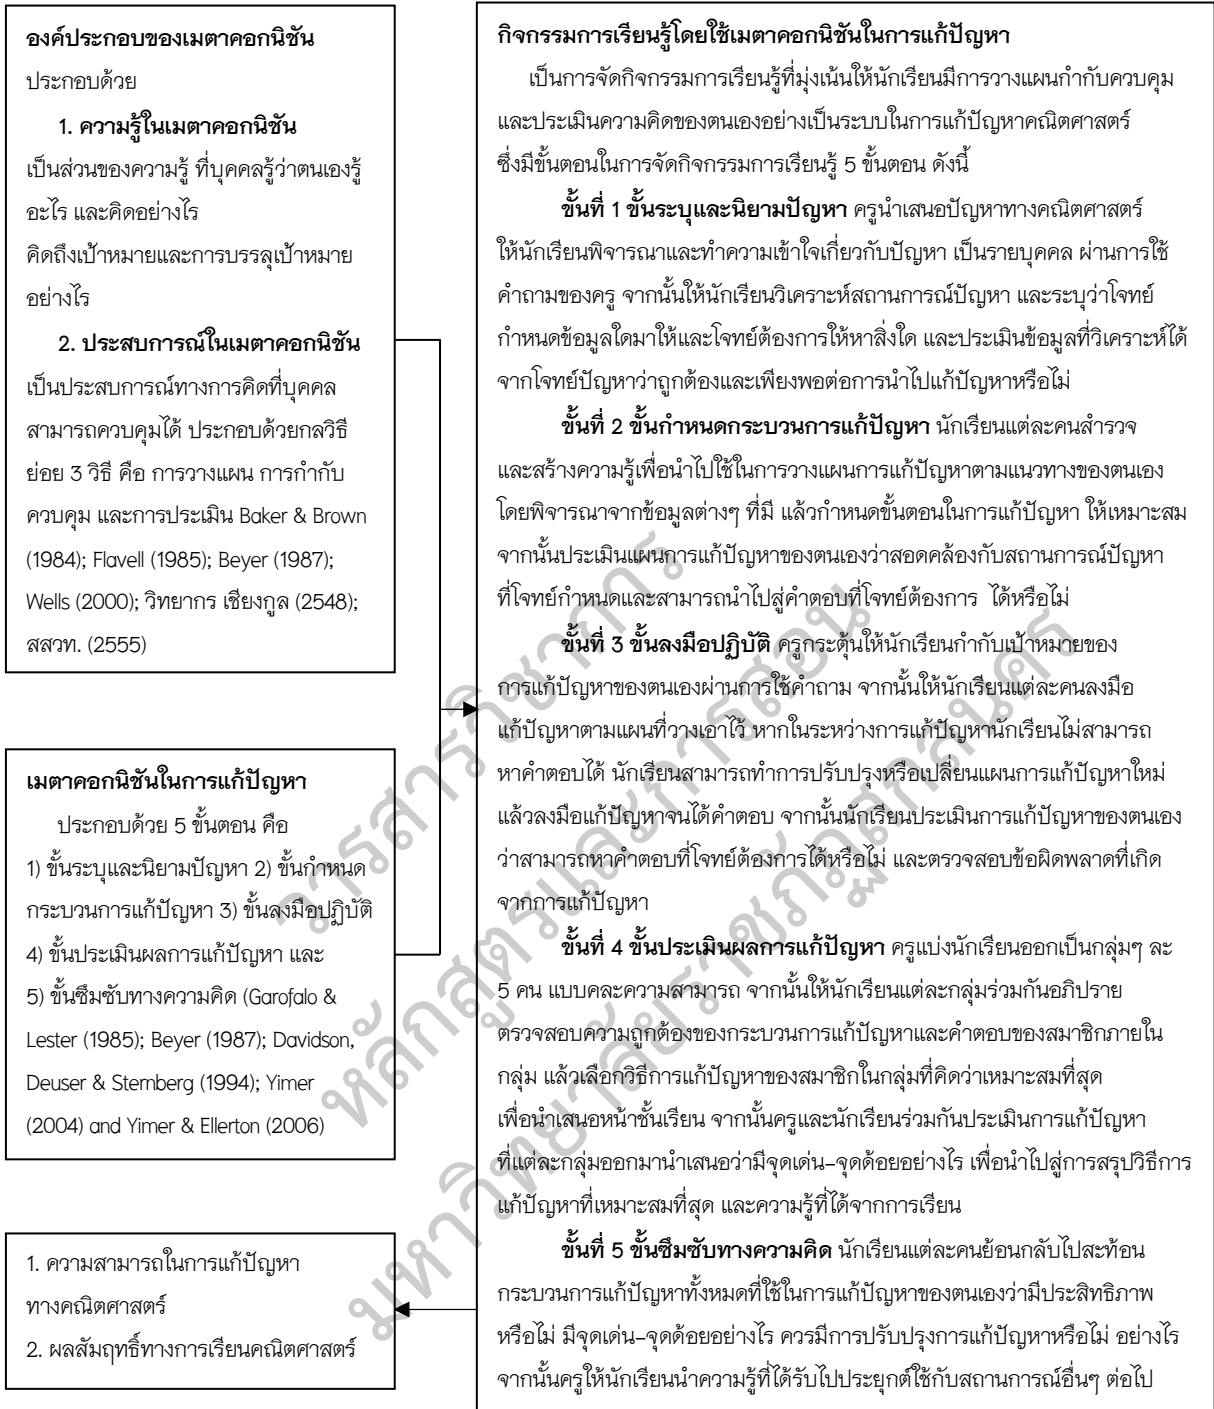 องค์ประกอบของเมตาคอกนิชัน
ประกอบด้วย
1. ความรู้ในเมตาคอกนิชัน
เป็นส่วนของความรู้ ที่บุคคลรู้ว่าตนเองรู้
อะไร และคิดอย่างไร
คิดถึงเป้าหมายและการบรรลุเป้าหมาย
อย่างไร
2. ประสบการณ์ในเมตาคอกนิชัน
เป็นประสบการณ์ทางการคิดที่บุคคล
สามารถควบคุมได้ ประกอบด้วยกลวิธี
ย่อย 3 วิธี คือ การวางแผน การกำกับ
ควบคุม และการประเมิน Baker & Brown
(1984); Flavell (1985); Beyer (1987);
Wells (2000); วิทยากร เชียงกูล (2548);
สสวท. (2555)
เมตาคอกนิชันในการแก้ปัญหา
ประกอบด้วย 5 ขั้นตอน คือ
1) ขั้นระบุและนิยามปัญหา 2) ขั้นกำหนด
กระบวนการแก้ปัญหา 3) ขั้นลงมือปฏิบัติ
4) ขั้นประเมินผลการแก้ปัญหา และ
5) ขั้นซึมซับทางความคิด (Garofalo &
Lester (1985); Beyer (1987); Davidson,
Deuser & Sternberg (1994); Yimer
(2004) and Yimer & Ellerton (2006)
1. ความสามารถในการแก้ปัญหา
ทางคณิตศาสตร์
2. ผลสัมฤทธิ์ทางการเรียนคณิตศาสตร์
กิจกรรมการเรียนรู้โดยใช้เมตาคอกนิชันในการแก้ปัญหา
เป็นการจัดกิจกรรมการเรียนรู้ที่มุ่งเน้นให้นักเรียนมีการวางแผนกำกับควบคุม
และประเมินความคิดของตนเองอย่างเป็นระบบในการแก้ปัญหาคณิตศาสตร์
ซึ่งมีขั้นตอนในการจัดกิจกรรมการเรียนรู้ 5 ขั้นตอน ดังนี้
ขั้นที่ 1 ขั้นระบุและนิยามปัญหา ครูนำเสนอปัญหาทางคณิตศาสตร์
ให้นักเรียนพิจารณาและทำความเข้าใจเกี่ยวกับปัญหา เป็นรายบุคคล ผ่านการใช้
คำถามของครู จากนั้นให้นักเรียนวิเคราะห์สถานการณ์ปัญหา และระบุว่าโจทย์
กำหนดข้อมูลใดมาให้และโจทย์ต้องการให้หาสิ่งใด และประเมินข้อมูลที่วิเคราะห์ได้
จากโจทย์ปัญหาว่าถูกต้องและเพียงพอต่อการนำไปแก้ปัญหาหรือไม่
ขั้นที่ 2 ขั้นกำหนดกระบวนการแก้ปัญหา นักเรียนแต่ละคนสำรวจ
และสร้างความรู้เพื่อนำไปใช้ในการวางแผนการแก้ปัญหาตามแนวทางของตนเอง
โดยพิจารณาจากข้อมูลต่างๆ ที่มี แล้วกำหนดขั้นตอนในการแก้ปัญหา ให้เหมาะสม
จากนั้นประเมินแผนการแก้ปัญหาของตนเองว่าสอดคล้องกับสถานการณ์ปัญหา
ที่โจทย์กำหนดและสามารถนำไปสู่คำตอบที่โจทย์ต้องการ ได้หรือไม่
ขั้นที่ 3 ขั้นลงมือปฏิบัติ ครูกระตุ้นให้นักเรียนกำกับเป้าหมายของ
การแก้ปัญหาของตนเองผ่านการใช้คำถาม จากนั้นให้นักเรียนแต่ละคนลงมือ
แก้ปัญหาตามแผนที่วางเอาไว้ หากในระหว่างการแก้ปัญหานักเรียนไม่สามารถ
หาคำตอบได้ นักเรียนสามารถทำการปรับปรุงหรือเปลี่ยนแผนการแก้ปัญหาใหม่
แล้วลงมือแก้ปัญหาจนได้คำตอบ จากนั้นนักเรียนประเมินการแก้ปัญหาของตนเอง
ว่าสามารถหาคำตอบที่โจทย์ต้องการได้หรือไม่ และตรวจสอบข้อผิดพลาดที่เกิด
จากการแก้ปัญหา
ขั้นที่ 4 ขั้นประเมินผลการแก้ปัญหา ครูแบ่งนักเรียนออกเป็นกลุ่มๆ ละ
5 คน แบบคละความสามารถ จากนั้นให้นักเรียนแต่ละกลุ่มร่วมกันอภิปราย
ตรวจสอบความถูกต้องของกระบวนการแก้ปัญหาและคำตอบของสมาชิกภายใน
กลุ่ม แล้วเลือกวิธีการแก้ปัญหาของสมาชิกในกลุ่มที่คิดว่าเหมาะสมที่สุด
เพื่อนำเสนอหน้าชั้นเรียน จากนั้นครูและนักเรียนร่วมกันประเมินการแก้ปัญหา
ที่แต่ละกลุ่มออกมานำเสนอว่ามีจุดเด่น-จุดด้อยอย่างไร เพื่อนำไปสู่การสรุปวิธีการ
แก้ปัญหาที่เหมาะสมที่สุด และความรู้ที่ได้จากการเรียน
ขั้นที่ 5 ขั้นซึมซับทางความคิด นักเรียนแต่ละคนย้อนกลับไปสะท้อน
กระบวนการแก้ปัญหาทั้งหมดที่ใช้ในการแก้ปัญหาของตนเองว่ามีประสิทธิภาพ
หรือไม่ มีจุดเด่น-จุดด้อยอย่างไร ควรมีการปรับปรุงการแก้ปัญหาหรือไม่ อย่างไร
จากนั้นครูให้นักเรียนนำความรู้ที่ได้รับไปประยุกต์ใช้กับสถานการณ์อื่นๆ ต่อไป
วารสารวิชาการ
หลักสูตรและการสอน
มหาวิทยาลัยราชภัฏสกลนคร